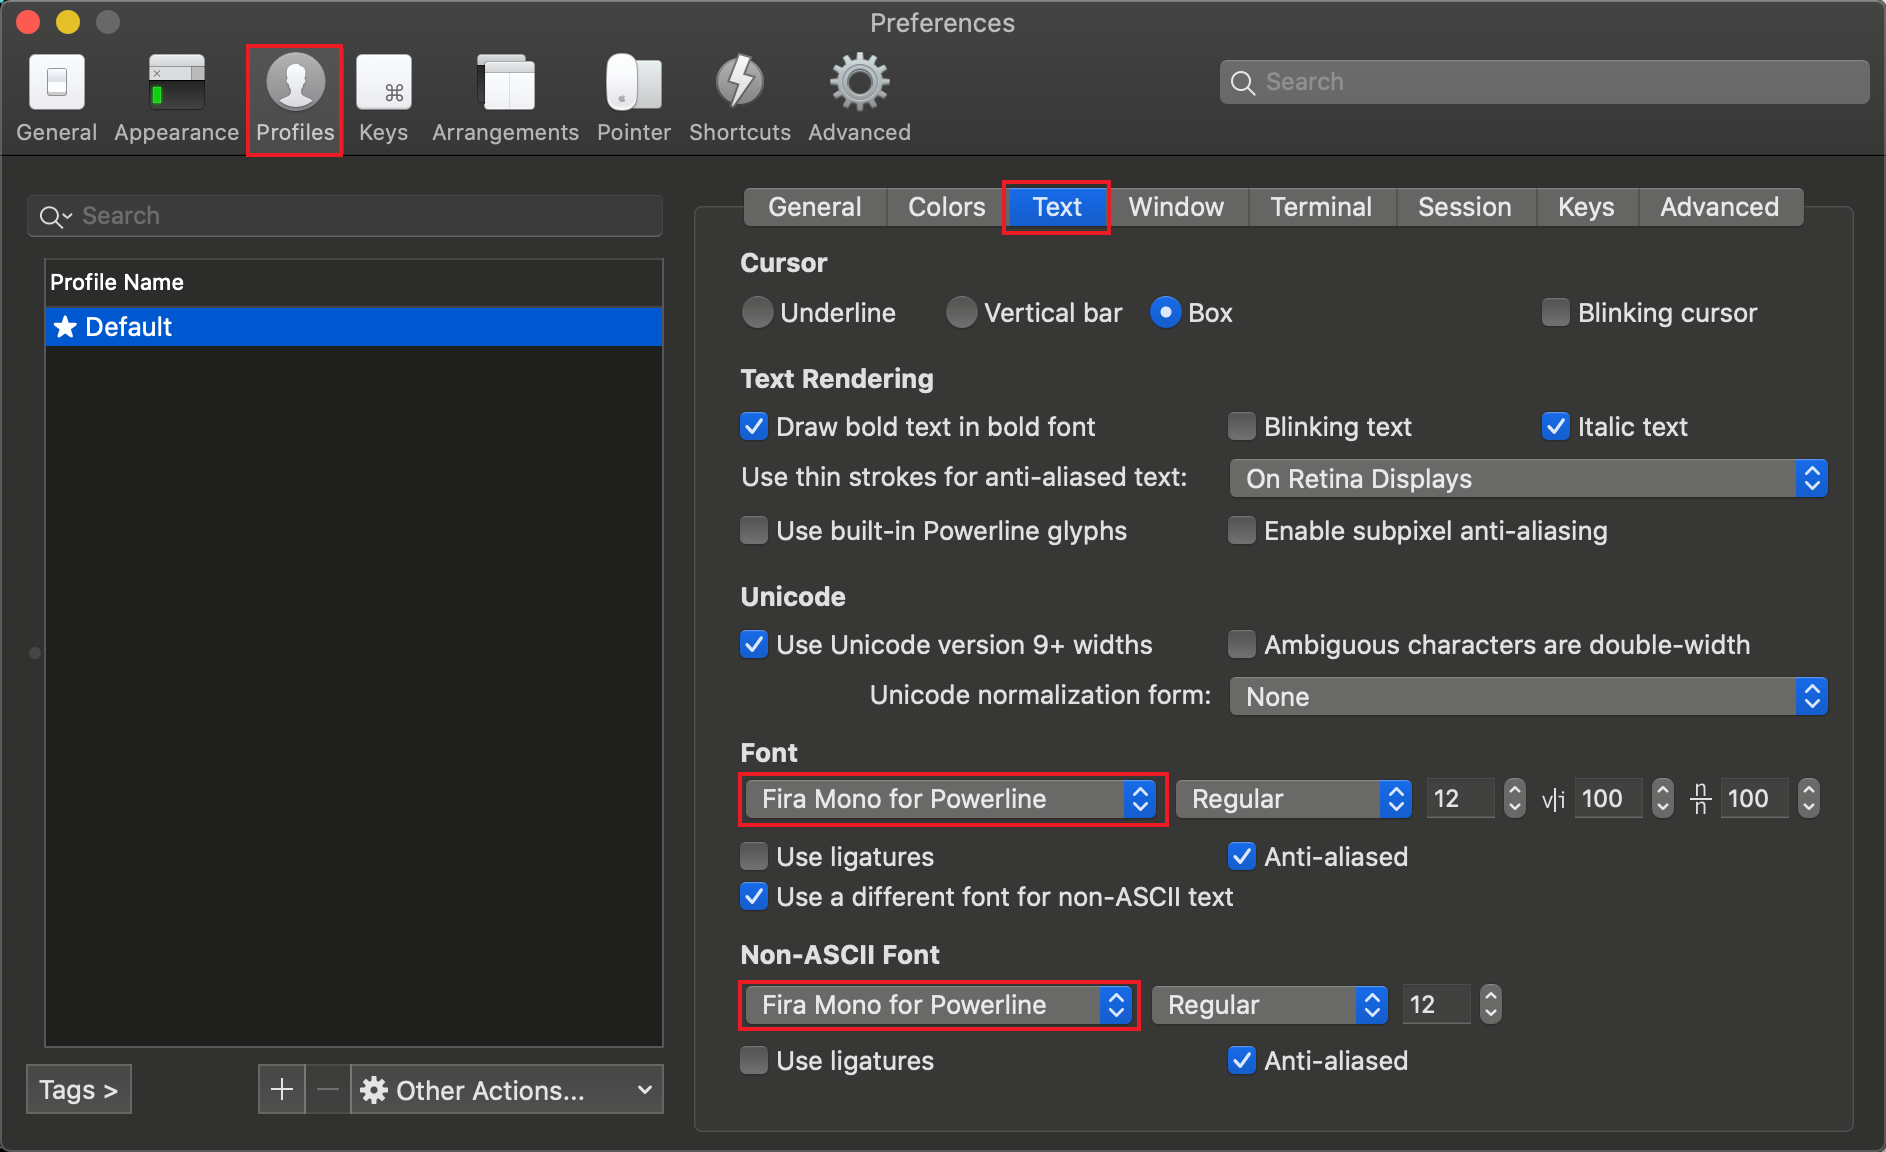 Preferences
General Appearance Profiles Keys Arrangements Pointer Shortcuts Advanced
Search
Search
Profile Name
Default
Tags >
Other Actions...
General Colors Text Window Terminal Session Keys Advanced
Cursor
Underline Vertical bar Box Blinking cursor
Text Rendering
Draw bold text in bold font Blinking text Italic text
Use thin strokes for anti-aliased text: On Retina Displays
Use built-in Powerline glyphs Enable subpixel anti-aliasing
Unicode
Use Unicode version 9+ widths Ambiguous characters are double-width
Unicode normalization form: None
Font
Fira Mono for Powerline Regular 12 v|i 100 n/n 100
Use ligatures Anti-aliased
Use a different font for non-ASCII text
Non-ASCII Font
Fira Mono for Powerline Regular 12
Use ligatures Anti-aliased